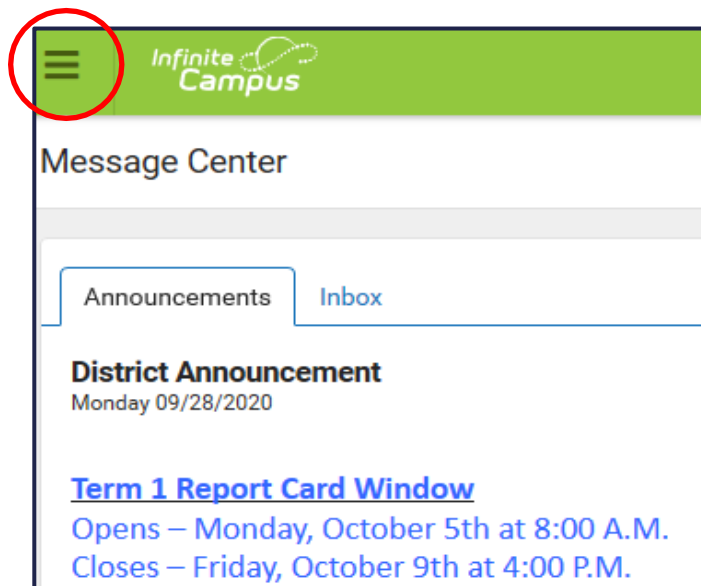 Infinite
Campus
Message Center
Announcements Inbox
District Announcement
Monday 09/28/2020
Term 1 Report Card Window
Opens – Monday, October 5th at 8:00 A.M.
Closes – Friday, October 9th at 4:00 P.M.